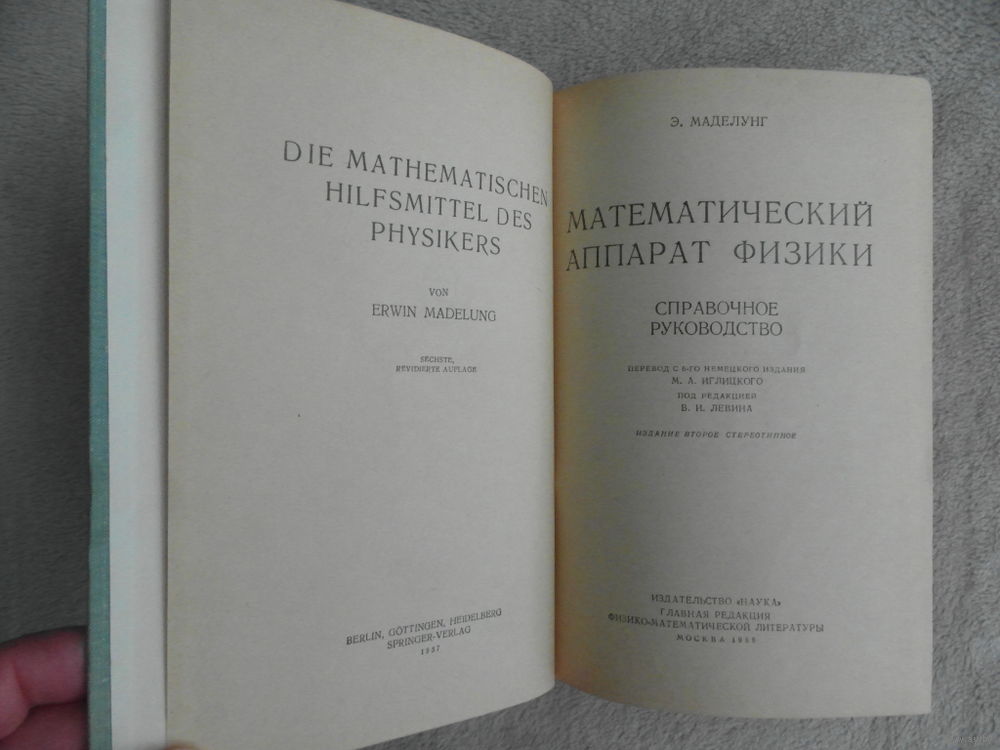 DIE MATHEMATISCHEN
HILFSMITTEL DES
PHYSIKERS
VON
ERWIN MADELUNG
SECHSTE,
REVIDIERTE AUFLAGE
BERLIN, GÖTTINGEN, HEIDELBERG
SPRINGER-VERLAG
1957
Э. МАДЕЛУНГ
МАТЕМАТИЧЕСКИЙ
АППАРАТ ФИЗИКИ
СПРАВОЧНОЕ
РУКОВОДСТВО
ПЕРЕВОД С 6-ГО НЕМЕЦКОГО ИЗДАНИЯ
М. А. ИГЛИЦКОГО
ПОД РЕДАКЦИЕЙ
В. И. ЛЕВИНА
ИЗДАНИЕ ВТОРОЕ СТЕРЕОТИПНОЕ
ИЗДАТЕЛЬСТВО «НАУКА»
ГЛАВНАЯ РЕДАКЦИЯ
ФИЗИКО-МАТЕМАТИЧЕСКОЙ ЛИТЕРАТУРЫ
МОСКВА